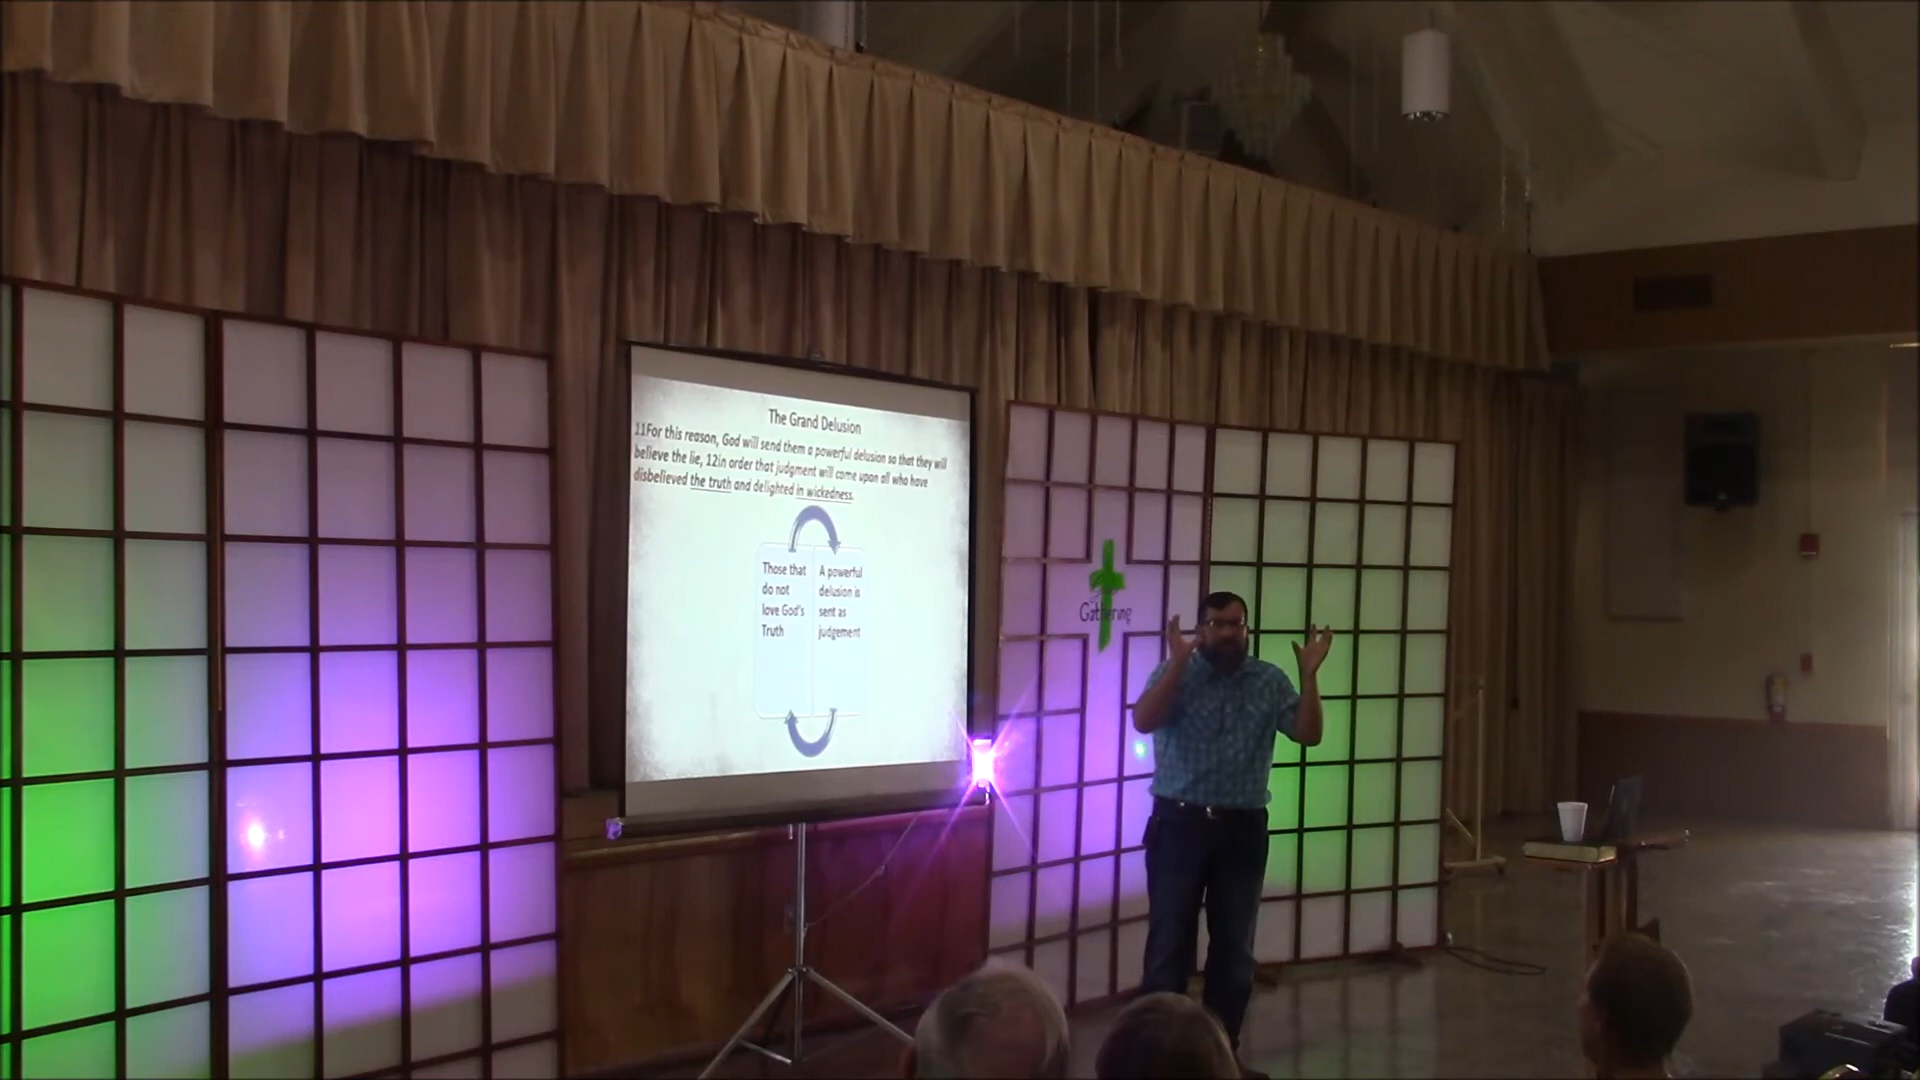 The Grand Delusion
11For this reason, God will send them a powerful delusion so that they will
believe the lie, 12in order that judgment will come upon all who have
disbelieved the truth and delighted in wickedness.
Those that
do not
love God's
Truth
A powerful
delusion is
sent as
judgement
Gathering